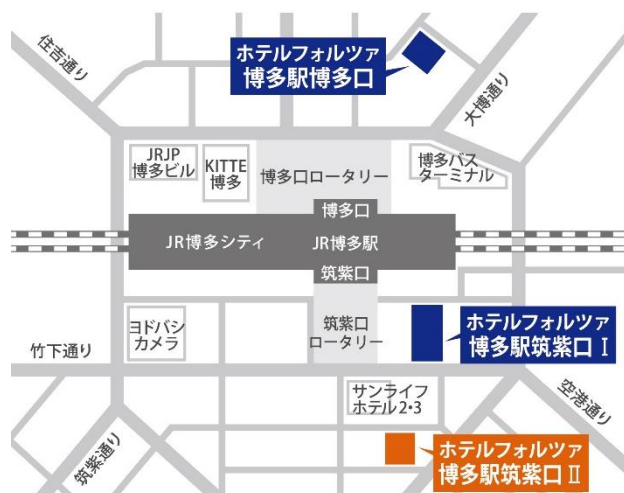 住吉通り
ホテルフォルツァ
博多駅博多口
大博通り
JRJP
博多ビル
KITTE
博多
博多口ロータリー
博多バス
ターミナル
博多口
JR博多シティ
JR博多駅
筑紫口
ヨドバシ
カメラ
筑紫口
ロータリー
ホテルフォルツァ
博多駅筑紫口 Ⅰ
竹下通り
サンライフ
ホテル2・3
空港通り
筑紫通り
ホテルフォルツァ
博多駅筑紫口 Ⅱ